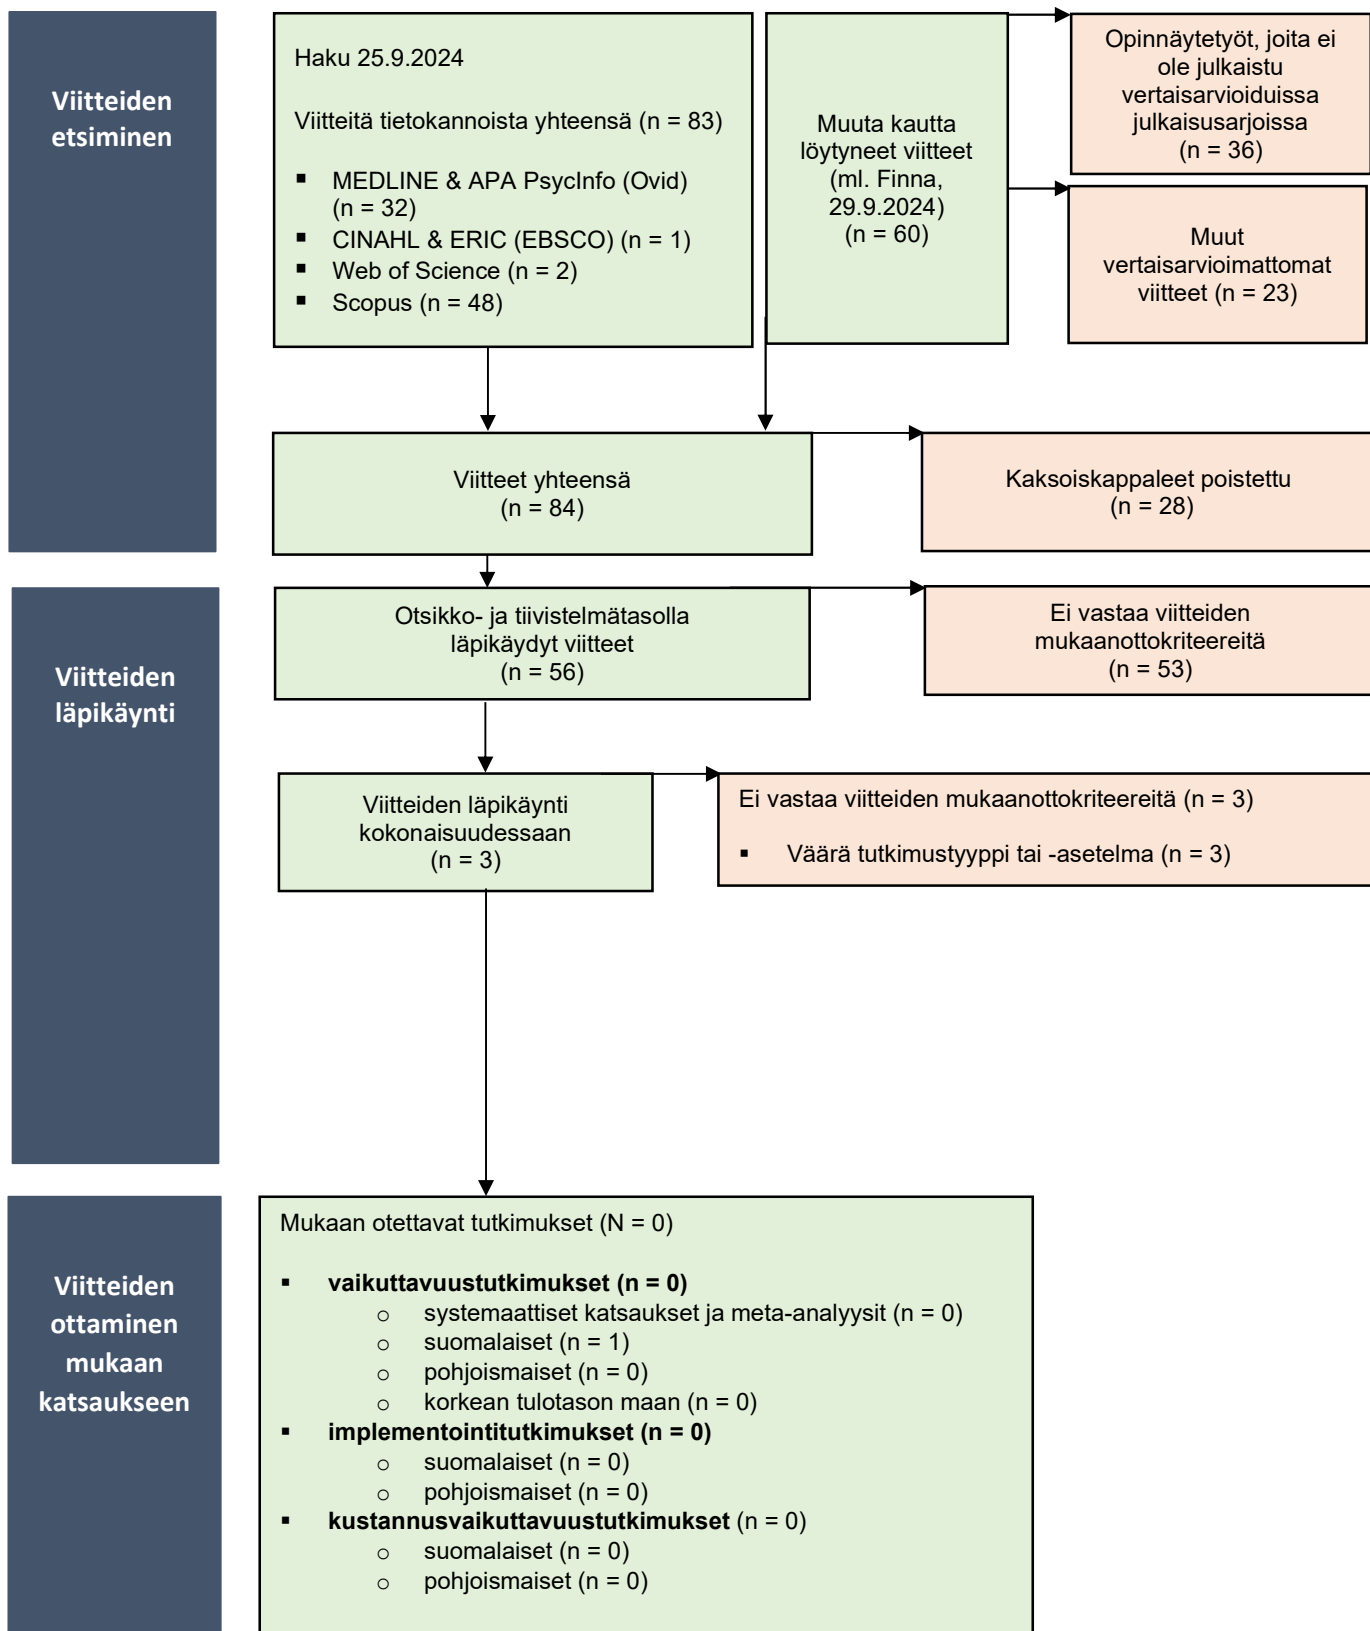 Viitteiden
etsiminen
Haku 25.9.2024
Viitteitä tietokannoista yhteensä (n = 83)
▪ MEDLINE & APA PsycInfo (Ovid)
(n = 32)
▪ CINAHL & ERIC (EBSCO) (n = 1)
▪ Web of Science (n = 2)
▪ Scopus (n = 48)
Muuta kautta
löytyneet viitteet
(ml. Finna,
29.9.2024)
(n = 60)
Opinnäytetyöt, joita ei
ole julkaistu
vertaisarvioiduissa
julkaisusarjoissa
(n = 36)
Muut
vertaisarvioimattomat
viitteet (n = 23)
Viitteet yhteensä
(n = 84)
Kaksoiskappaleet poistettu
(n = 28)
Viitteiden
läpikäynti
Otsikko- ja tiivistelmätasolla
läpikäydyt viitteet
(n = 56)
Ei vastaa viitteiden
mukaanottokriteereitä
(n = 53)
Viitteiden läpikäynti
kokonaisuudessaan
(n = 3)
Ei vastaa viitteiden mukaanottokriteereitä (n = 3)
▪ Väärä tutkimustyyppi tai -asetelma (n = 3)
Viitteiden
ottaminen
mukaan
katsaukseen
Mukaan otettavat tutkimukset (N = 0)
▪ vaikuttavuustutkimukset (n = 0)
o systemaattiset katsaukset ja meta-analyysit (n = 0)
o suomalaiset (n = 1)
o pohjoismaiset (n = 0)
o korkean tulotason maan (n = 0)
▪ implementointitutkimukset (n = 0)
o suomalaiset (n = 0)
o pohjoismaiset (n = 0)
▪ kustannusvaikuttavuustutkimukset (n = 0)
o suomalaiset (n = 0)
o pohjoismaiset (n = 0)